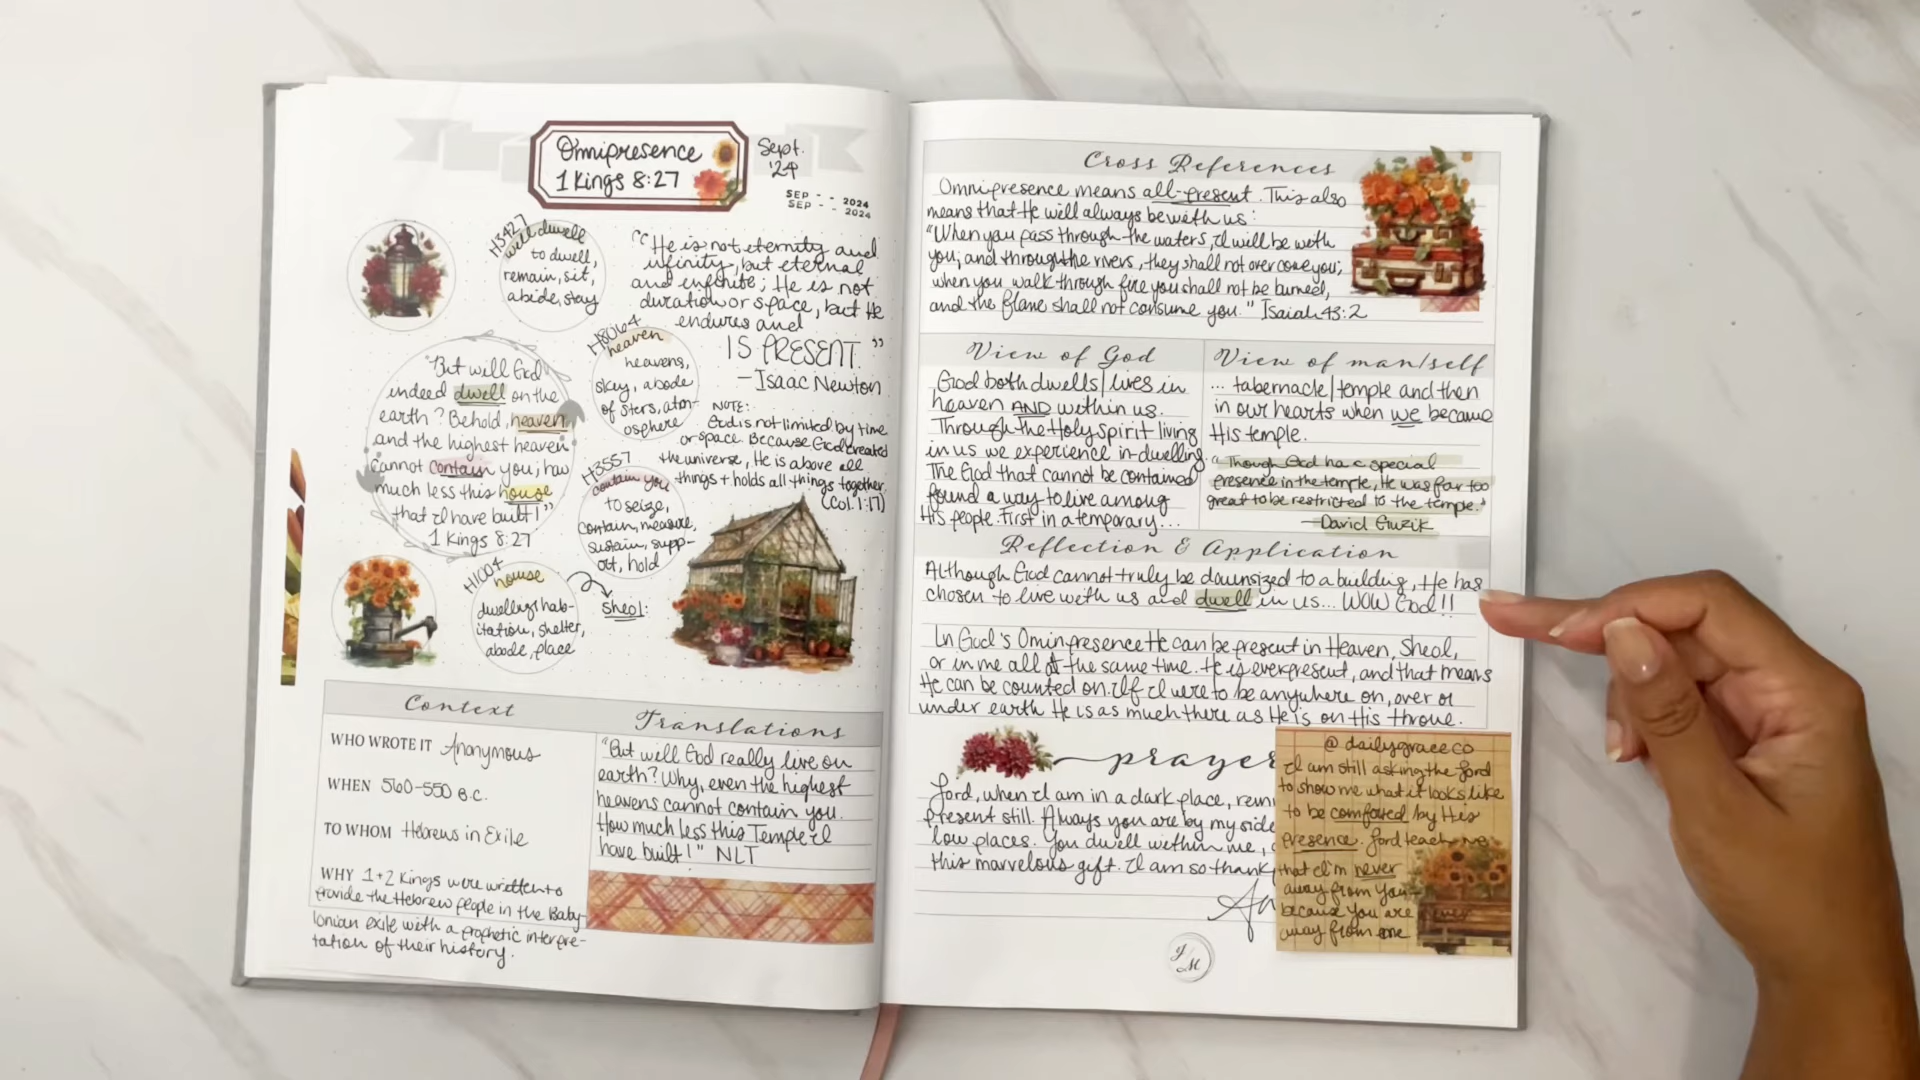 Omnipresence
1 Kings 8:27
Sept.
'24
SEP - - 2024
SEP - - 2024
H3427
will dwell
to dwell,
remain, sit,
abide, stay
"He is not eternity and
infinity, but eternal
and infinite; He is not
duration or space, but He
endures and
IS PRESENT."
-Isaac Newton
H8064
heaven
heavens,
sky, abode
of sters, atm-
osphere
NOTE:
God is not limited by time
or space. Because God created
the universe, He is above all
things + holds all things together.
(Col. 1:17)
"But will God
indeed dwell on the
earth? Behold, heaven
and the highest heaven
cannot contain you; how
much less this house
that I have built!"
1 Kings 8:27
H3557
contain you
to seize,
contain, measure,
sustain, supp-
ort, hold
H1004
house
dwelling hab-
itation, shelter,
abode, place
Sheol:
Context
WHO WROTE IT Anonymous
WHEN 560-550 B.C.
TO WHOM Hebrews in Exile
WHY 1+2 Kings were written to
provide the Hebrew people in the Baby-
lonian exile with a prophetic interpre-
tation of their history.
Translations
"But will God really live on
earth? Why, even the highest
heavens cannot contain you.
How much less this Temple I
have built!" NLT
Cross References
Omnipresence means all-present. This also
means that He will always be with us:
"When you pass through the waters, I will be with
you; and through the rivers, they shall not overcome you;
when you walk through fire you shall not be burned,
and the flame shall not consume you." Isaiah 43:2
View of God
God both dwells/lives in
heaven AND within us.
Through the Holy Spirit living
in us we experience in-dwelling.
The God that cannot be contained
found a way to live among
His people. First in a temporary...
View of man/self
... tabernacle/temple and then
in our hearts when we became
His temple.
"Though God has a special
presence in the temple, He was far too
great to be restricted to the temple."
-David Guzik
Reflection & Application
Although God cannot truly be downsized to a building, He has
chosen to live with us and dwell in us... WOW God!!
In God's Ominpresence He can be present in Heaven, Sheol,
or in me all at the same time. He is everpresent, and that means
He can be counted on. If I were to be anywhere on, over or
under earth He is as much there as He is on His throne.
prayer
Lord, when I am in a dark place,
present still. Always you are by my side
low places. You dwell within me,
this marvelous gift. I am so thank
@dailygraceco
I am still asking the Lord
to show me what it looks like
to be comforted by His
presence. Lord teach me
that I'm never
away from You
because You are never
away from me
JM